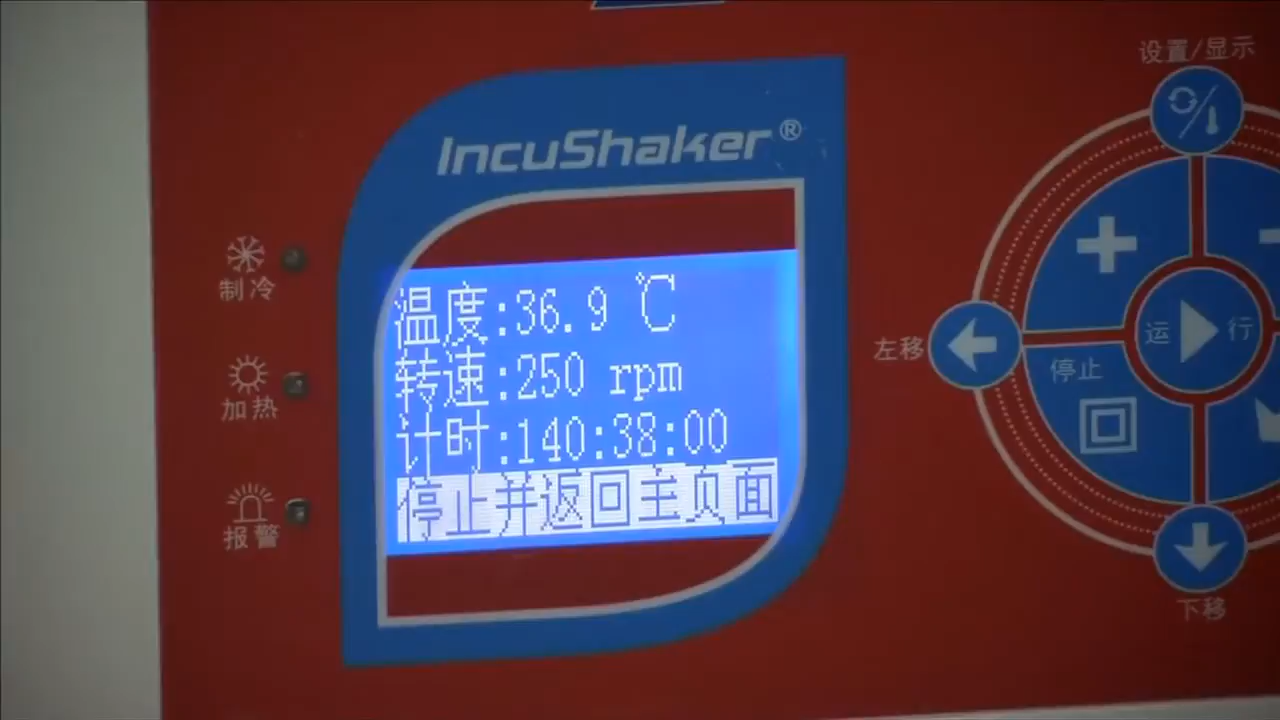 设置/显示
IncuShaker®
制冷
温度:36.9 ℃
转速:250 rpm
计时:140:38:00
停止并返回主页面
加热
报警
左移
运行
停止
下移